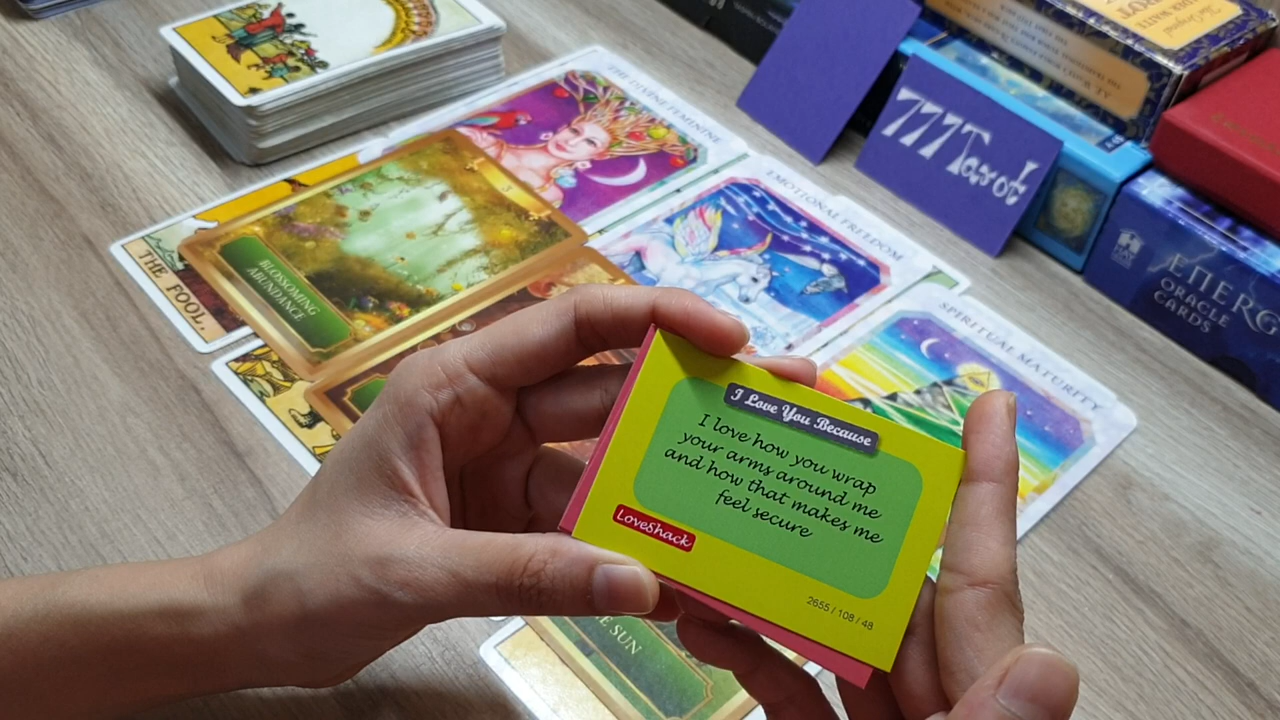 THE DIVINE FEMININE
EMOTIONAL FREEDOM
SPIRITUAL MATURITY
777Tarot
ENERG
ORACLE
CARDS
THE FOOL.
3
BLOSSOMING
ABUNDANCE
I Love You Because
I love how you wrap
your arms around me
and how that makes me
feel secure
LoveShack
2655 / 108 / 48
E SUN